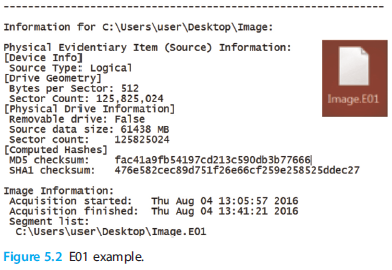 Information for C:\Users\user\Desktop\Image:
Physical Evidentiary Item (Source) Information:
[Device Info]
Source Type: Logical
[Drive Geometry]
Bytes per Sector: 512
Sector Count: 125,825,024
[Physical Drive Information]
Removable drive: False
Source data size: 61438 MB
Sector count:    125825024
[Computed Hashes]
MD5 checksum:    fac41a9fb54197cd213c590db3b77666
SHA1 checksum:   476e582cec89d751f26e66cf259e258525ddec27
Image Information:
Acquisition started:   Thu Aug 04 13:05:57 2016
Acquisition finished:  Thu Aug 04 13:41:21 2016
Segment list:
C:\Users\user\Desktop\Image.E01
Image.E01
Figure 5.2 E01 example.